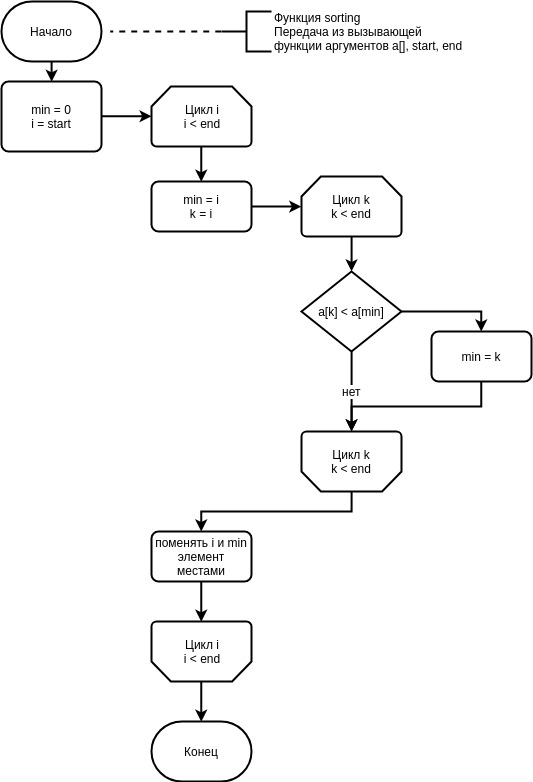 Начало
Функция sorting
Передача из вызывающей
функции аргументов a[], start, end
min = 0
i = start
Цикл i
i < end
min = i
k = i
Цикл k
k < end
a[k] < a[min]
min = k
нет
Цикл k
k < end
поменять i и min
элемент
местами
Цикл i
i < end
Конец